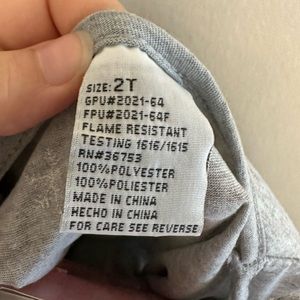 SIZE: 2T
GPU#2021-64
FPU#2021-64F
FLAME RESISTANT
TESTING 1616/1615
RN#36753
100%POLYESTER
100%POLIESTER
MADE IN CHINA
HECHO IN CHINA
FOR CARE SEE REVERSE